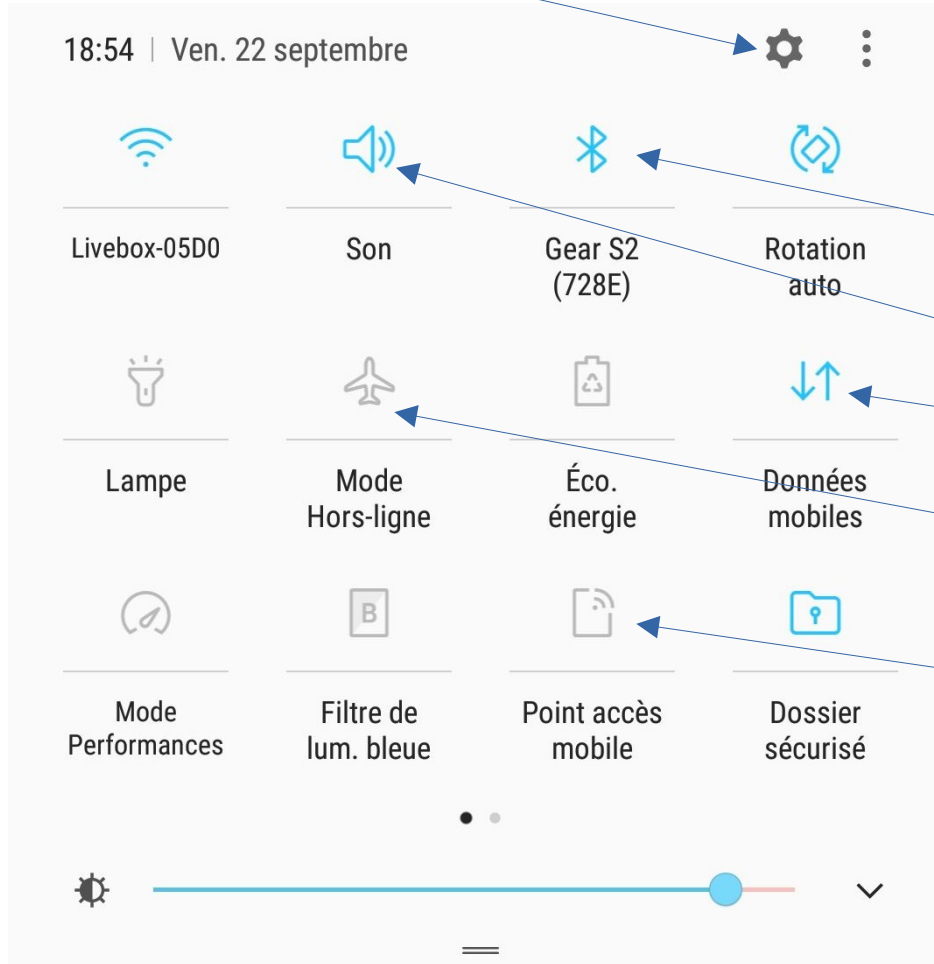 18:54 | Ven. 22 septembre
Livebox-05D0
Son
Gear S2
(728E)
Rotation
auto
Lampe
Mode
Hors-ligne
Éco.
énergie
Données
mobiles
B
Mode
Performances
Filtre de
lum. bleue
Point accès
mobile
Dossier
sécurisé